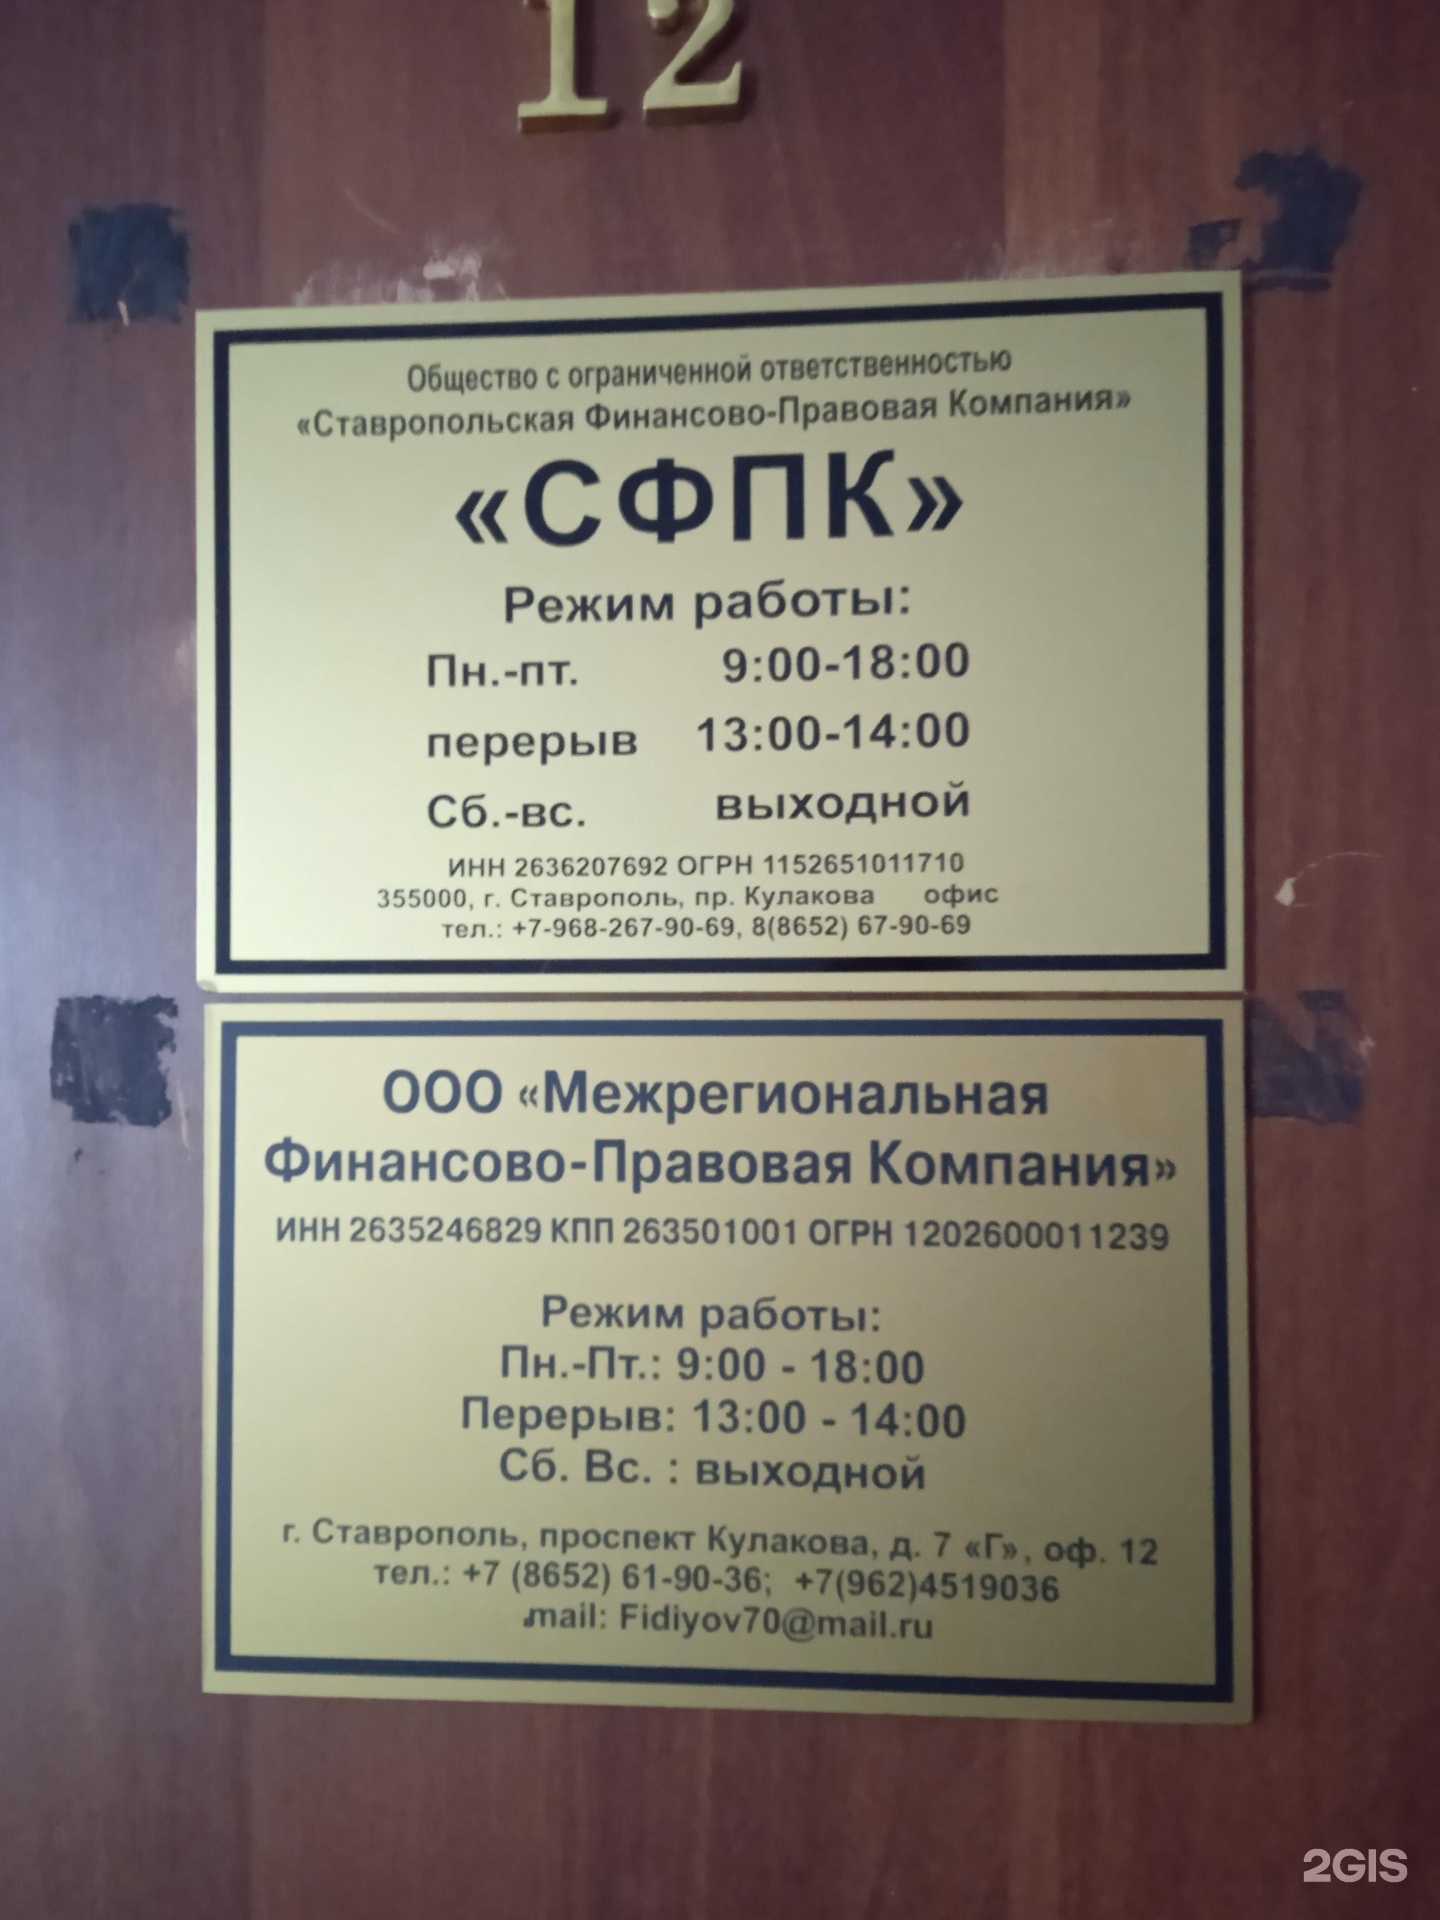 12
Общество с ограниченной ответственностью
«Ставропольская Финансово-Правовая Компания»
«СФПК»
Режим работы:
Пн.-пт. 9:00-18:00
перерыв 13:00-14:00
Сб.-вс. выходной
ИНН 2636207692 ОГРН 1152651011710
355000, г. Ставрополь, пр. Кулакова офис
тел.: +7-968-267-90-69, 8(8652) 67-90-69
ООО «Межрегиональная
Финансово-Правовая Компания»
ИНН 2635246829 КПП 263501001 ОГРН 1202600011239
Режим работы:
Пн.-Пт.: 9:00 - 18:00
Перерыв: 13:00 - 14:00
Сб. Вс. : выходной
г. Ставрополь, проспект Кулакова, д. 7 «Г», оф. 12
тел.: +7 (8652) 61-90-36; +7(962)4519036
mail: Fidiyov70@mail.ru
2GIS